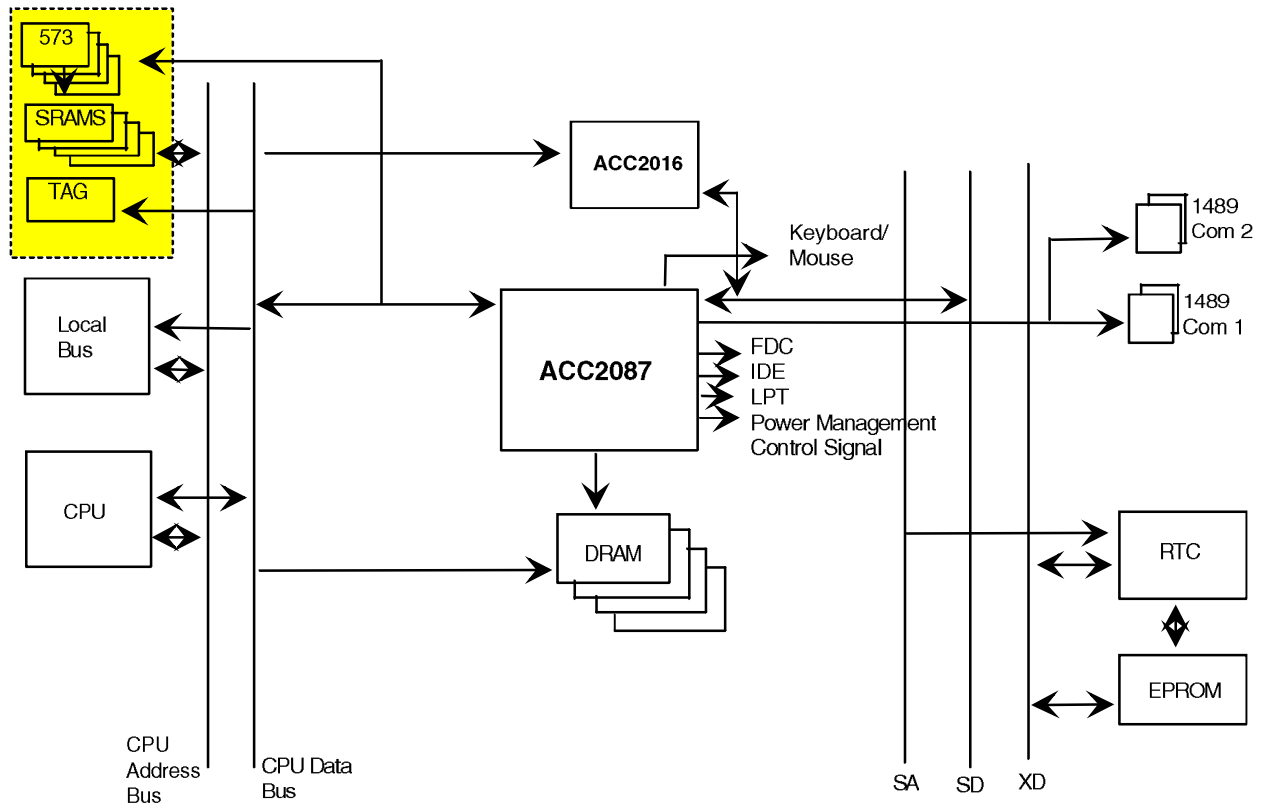 573
SRAMS
TAG
ACC2016
Keyboard/
Mouse
1489
Com 2
1489
Com 1
Local
Bus
ACC2087
FDC
IDE
LPT
Power Management
Control Signal
CPU
DRAM
RTC
EPROM
CPU
Address
Bus
CPU Data
Bus
SA
SD
XD